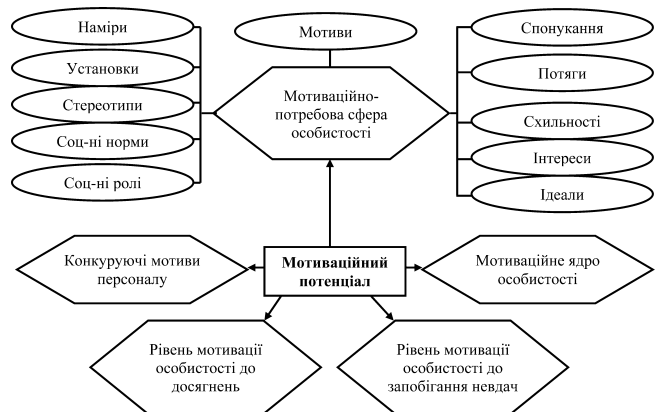 Наміри
Установки
Стереотипи
Соц-ні норми
Соц-ні ролі
Мотиви
Мотиваційно-
потребова сфера
особистості
Спонукання
Потяги
Схильності
Інтереси
Ідеали
Конкуруючі мотиви
персоналу
Мотиваційний
потенціал
Мотиваційне ядро
особистості
Рівень мотивації
особистості до
досягнень
Рівень мотивації
особистості до
запобігання невдач